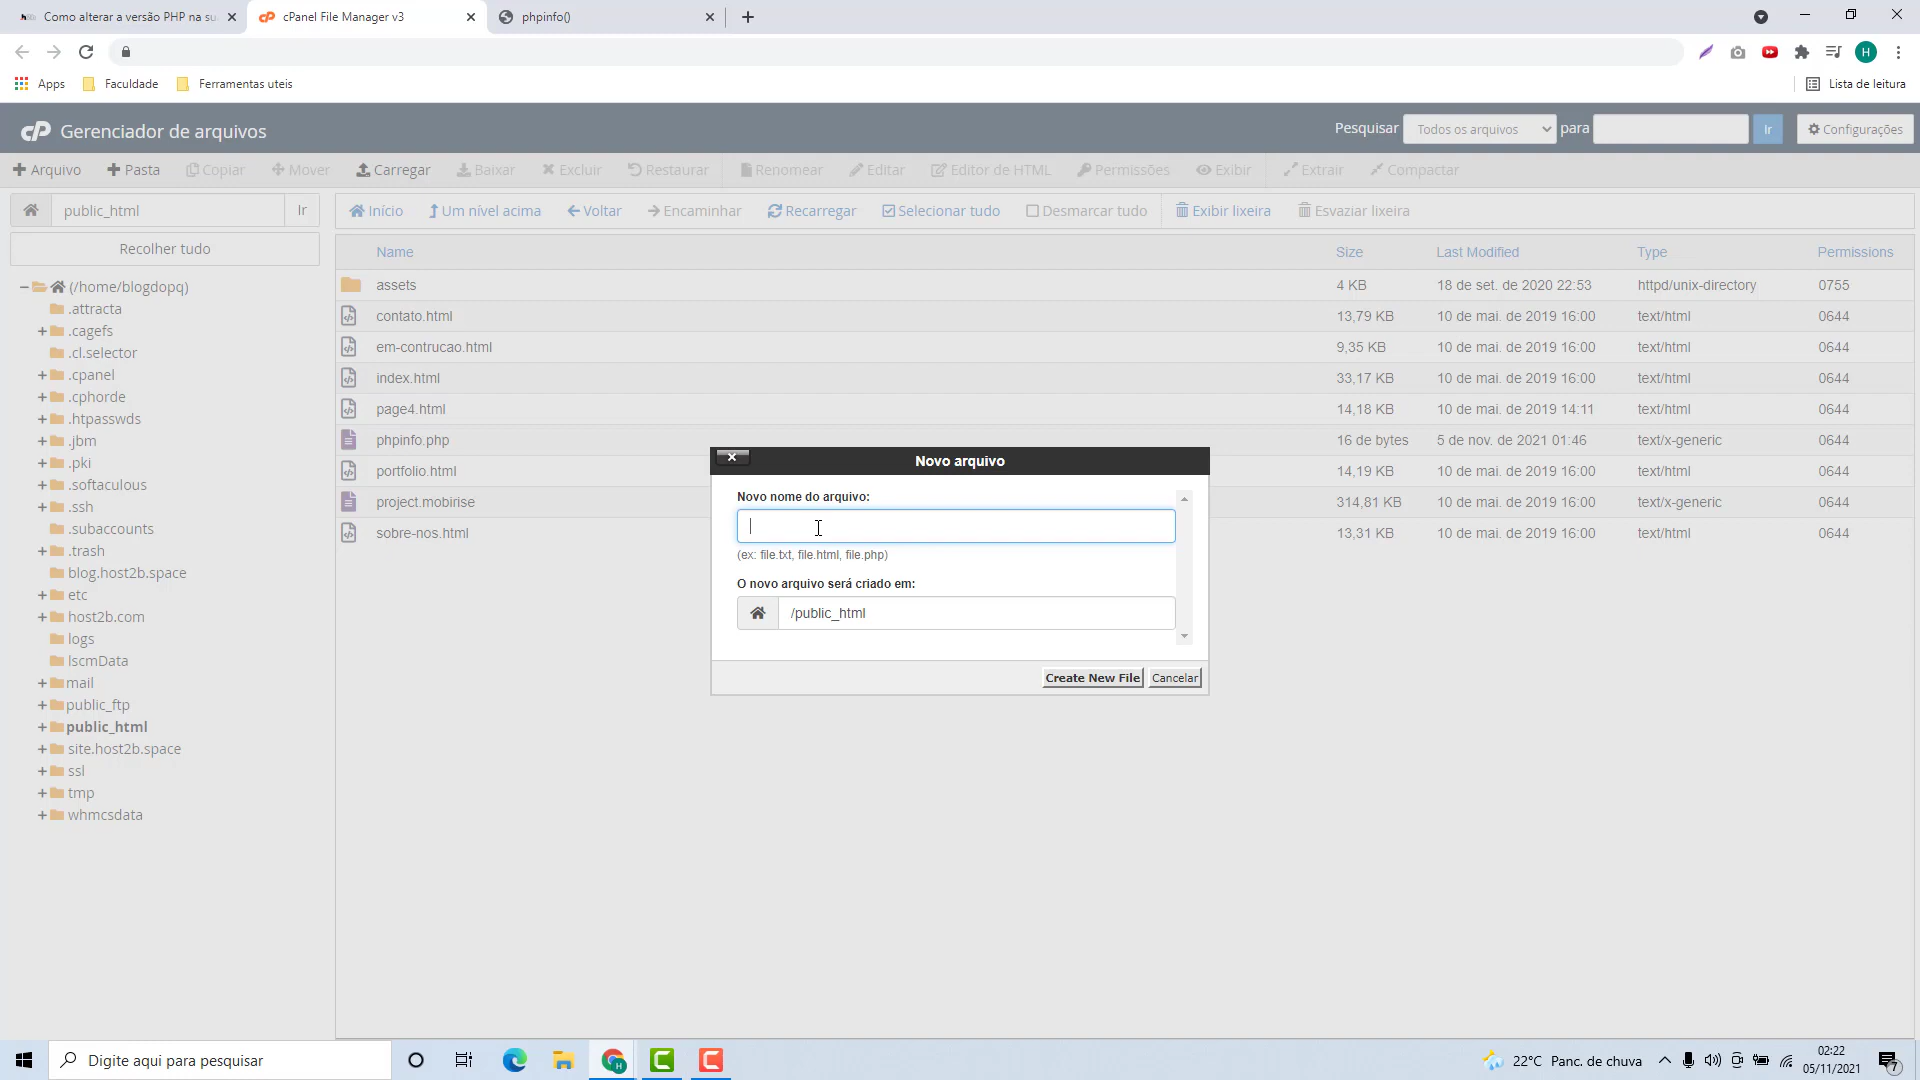 Como alterar a versão PHP na su
cPanel File Manager v3
phpinfo()
H
Apps
Faculdade
Ferramentas uteis
Lista de leitura
cP Gerenciador de arquivos
Pesquisar
Todos os arquivos
para
Ir
Configurações
Arquivo
Pasta
Copiar
Mover
Carregar
Baixar
Excluir
Restaurar
Renomear
Editar
Editor de HTML
Permissões
Exibir
Extrair
Compactar
public_html
Ir
Início
Um nível acima
Voltar
Encaminhar
Recarregar
Selecionar tudo
Desmarcar tudo
Exibir lixeira
Esvaziar lixeira
Recolher tudo
(/home/blogdopq)
.attracta
.cagefs
.cl.selector
.cpanel
.cphorde
.htpasswds
.jbm
.pki
.softaculous
.ssh
.subaccounts
.trash
blog.host2b.space
etc
host2b.com
logs
lscmData
mail
public_ftp
public_html
site.host2b.space
ssl
tmp
whmcsdata
Name Size Last Modified Type Permissions
assets 4 KB 18 de set. de 2020 22:53 httpd/unix-directory 0755
contato.html 13,79 KB 10 de mai. de 2019 16:00 text/html 0644
em-contrucao.html 9,35 KB 10 de mai. de 2019 16:00 text/html 0644
index.html 33,17 KB 10 de mai. de 2019 16:00 text/html 0644
page4.html 14,18 KB 10 de mai. de 2019 14:11 text/html 0644
phpinfo.php 16 de bytes 5 de nov. de 2021 01:46 text/x-generic 0644
portfolio.html 14,19 KB 10 de mai. de 2019 16:00 text/html 0644
project.mobirise 314,81 KB 10 de mai. de 2019 16:00 text/x-generic 0644
sobre-nos.html 13,31 KB 10 de mai. de 2019 16:00 text/html 0644
Novo arquivo
Novo nome do arquivo:
(ex: file.txt, file.html, file.php)
O novo arquivo será criado em:
/public_html
Create New File
Cancelar
Digite aqui para pesquisar
22°C Panc. de chuva
02:22
05/11/2021
7